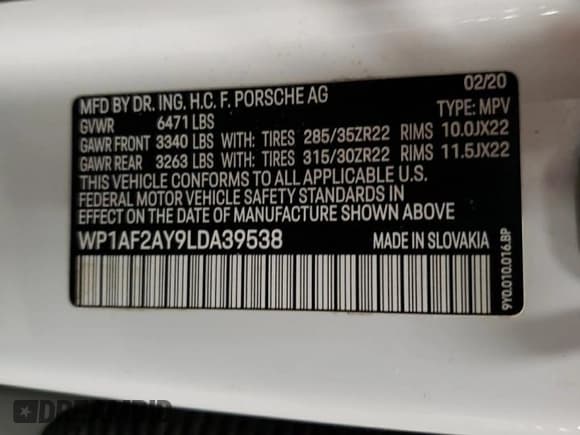 MFD BY DR. ING. H.C. F. PORSCHE AG 02/20
GVWR 6471 LBS TYPE: MPV
GAWR FRONT 3340 LBS WITH: TIRES 285/35ZR22 RIMS 10.0JX22
GAWR REAR 3263 LBS WITH: TIRES 315/30ZR22 RIMS 11.5JX22
THIS VEHICLE CONFORMS TO ALL APPLICABLE U.S.
FEDERAL MOTOR VEHICLE SAFETY STANDARDS IN
EFFECT ON THE DATE OF MANUFACTURE SHOWN ABOVE
WP1AF2AY9LDA39538 MADE IN SLOVAKIA
9Y0.010.016.BP
DREAMBID